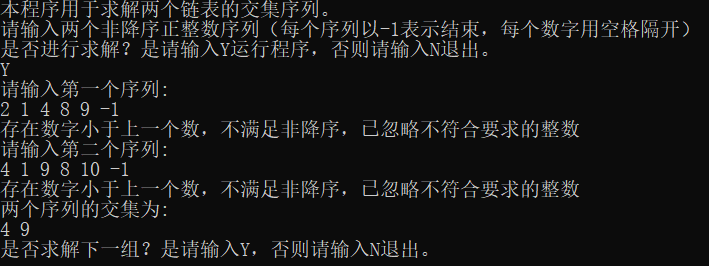 本程序用于求解两个链表的交集序列。
请输入两个非降序正整数序列（每个序列以-1表示结束，每个数字用空格隔开）
是否进行求解？是请输入Y运行程序，否则请输入N退出。
Y
请输入第一个序列:
2 1 4 8 9 -1
存在数字小于上一个数，不满足非降序，已忽略不符合要求的整数
请输入第二个序列:
4 1 9 8 10 -1
存在数字小于上一个数，不满足非降序，已忽略不符合要求的整数
两个序列的交集为:
4 9
是否求解下一组？是请输入Y，否则请输入N退出。